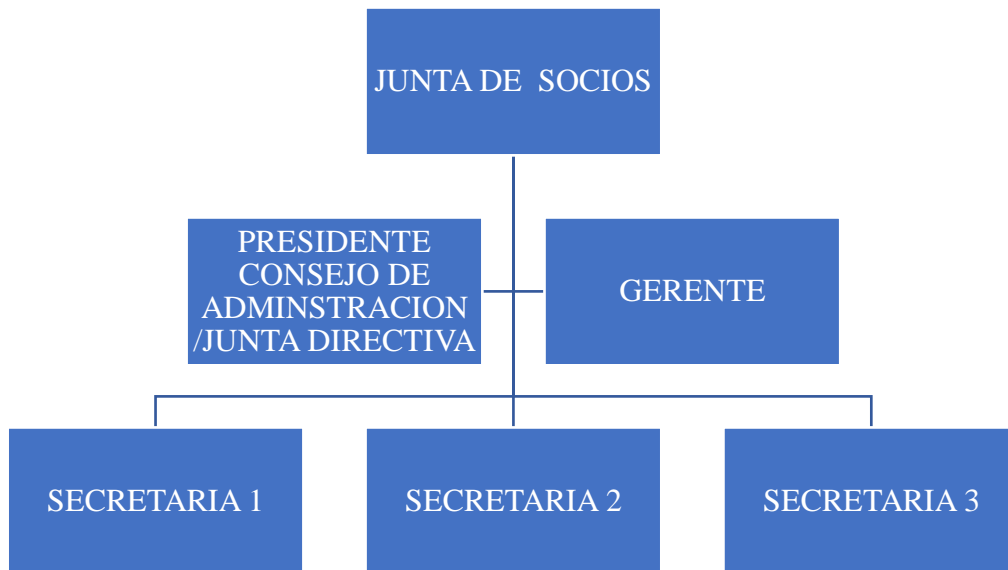 JUNTA DE SOCIOS
PRESIDENTE
CONSEJO DE
ADMINSTRACION
/JUNTA DIRECTIVA
GERENTE
SECRETARIA 1
SECRETARIA 2
SECRETARIA 3